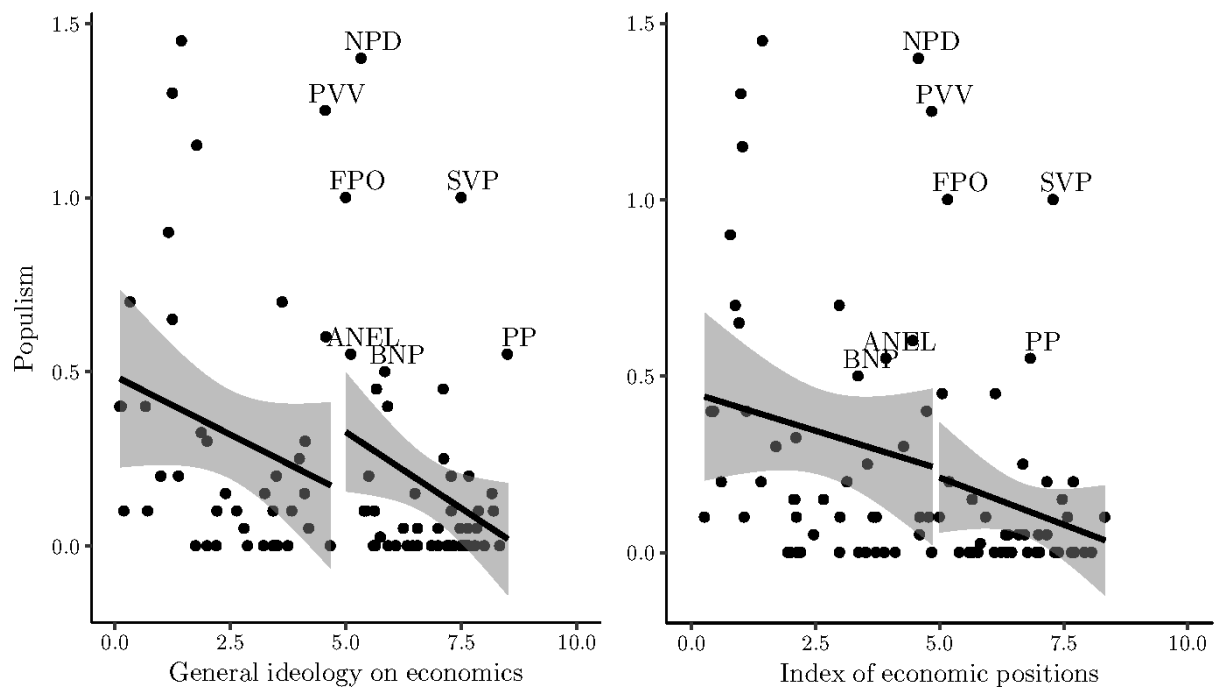 1.5
NPD
PVV
1.0
FPO
SVP
Populism
ANEL
PP
BNP
0.5
0.0
0.0
2.5
5.0
7.5
10.0
General ideology on economics
1.5
NPD
PVV
1.0
FPO
SVP
ANEL
PP
BNP
0.5
0.0
0.0
2.5
5.0
7.5
10.0
Index of economic positions